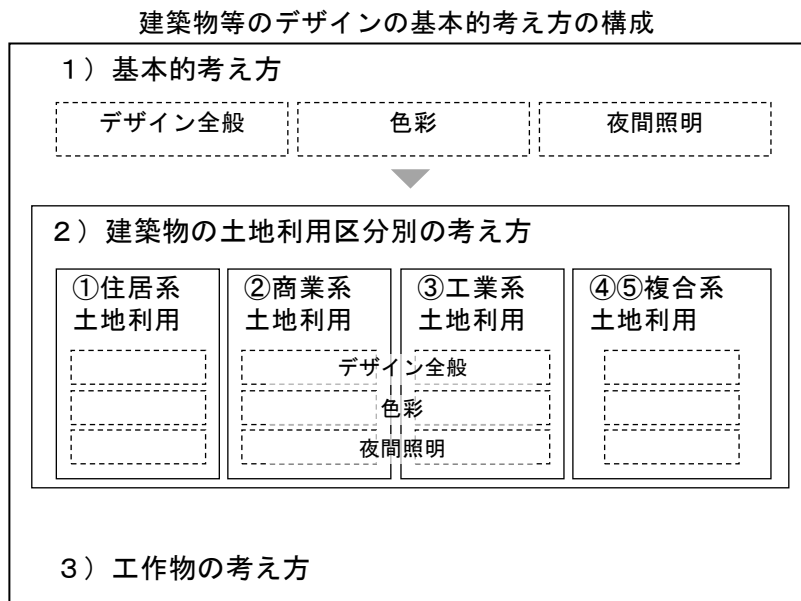 建築物等のデザインの基本的考え方の構成
１）基本的考え方
デザイン全般
色彩
夜間照明
２）建築物の土地利用区分別の考え方
①住居系
土地利用
②商業系
土地利用
③工業系
土地利用
④⑤複合系
土地利用
デザイン全般
色彩
夜間照明
３）工作物の考え方